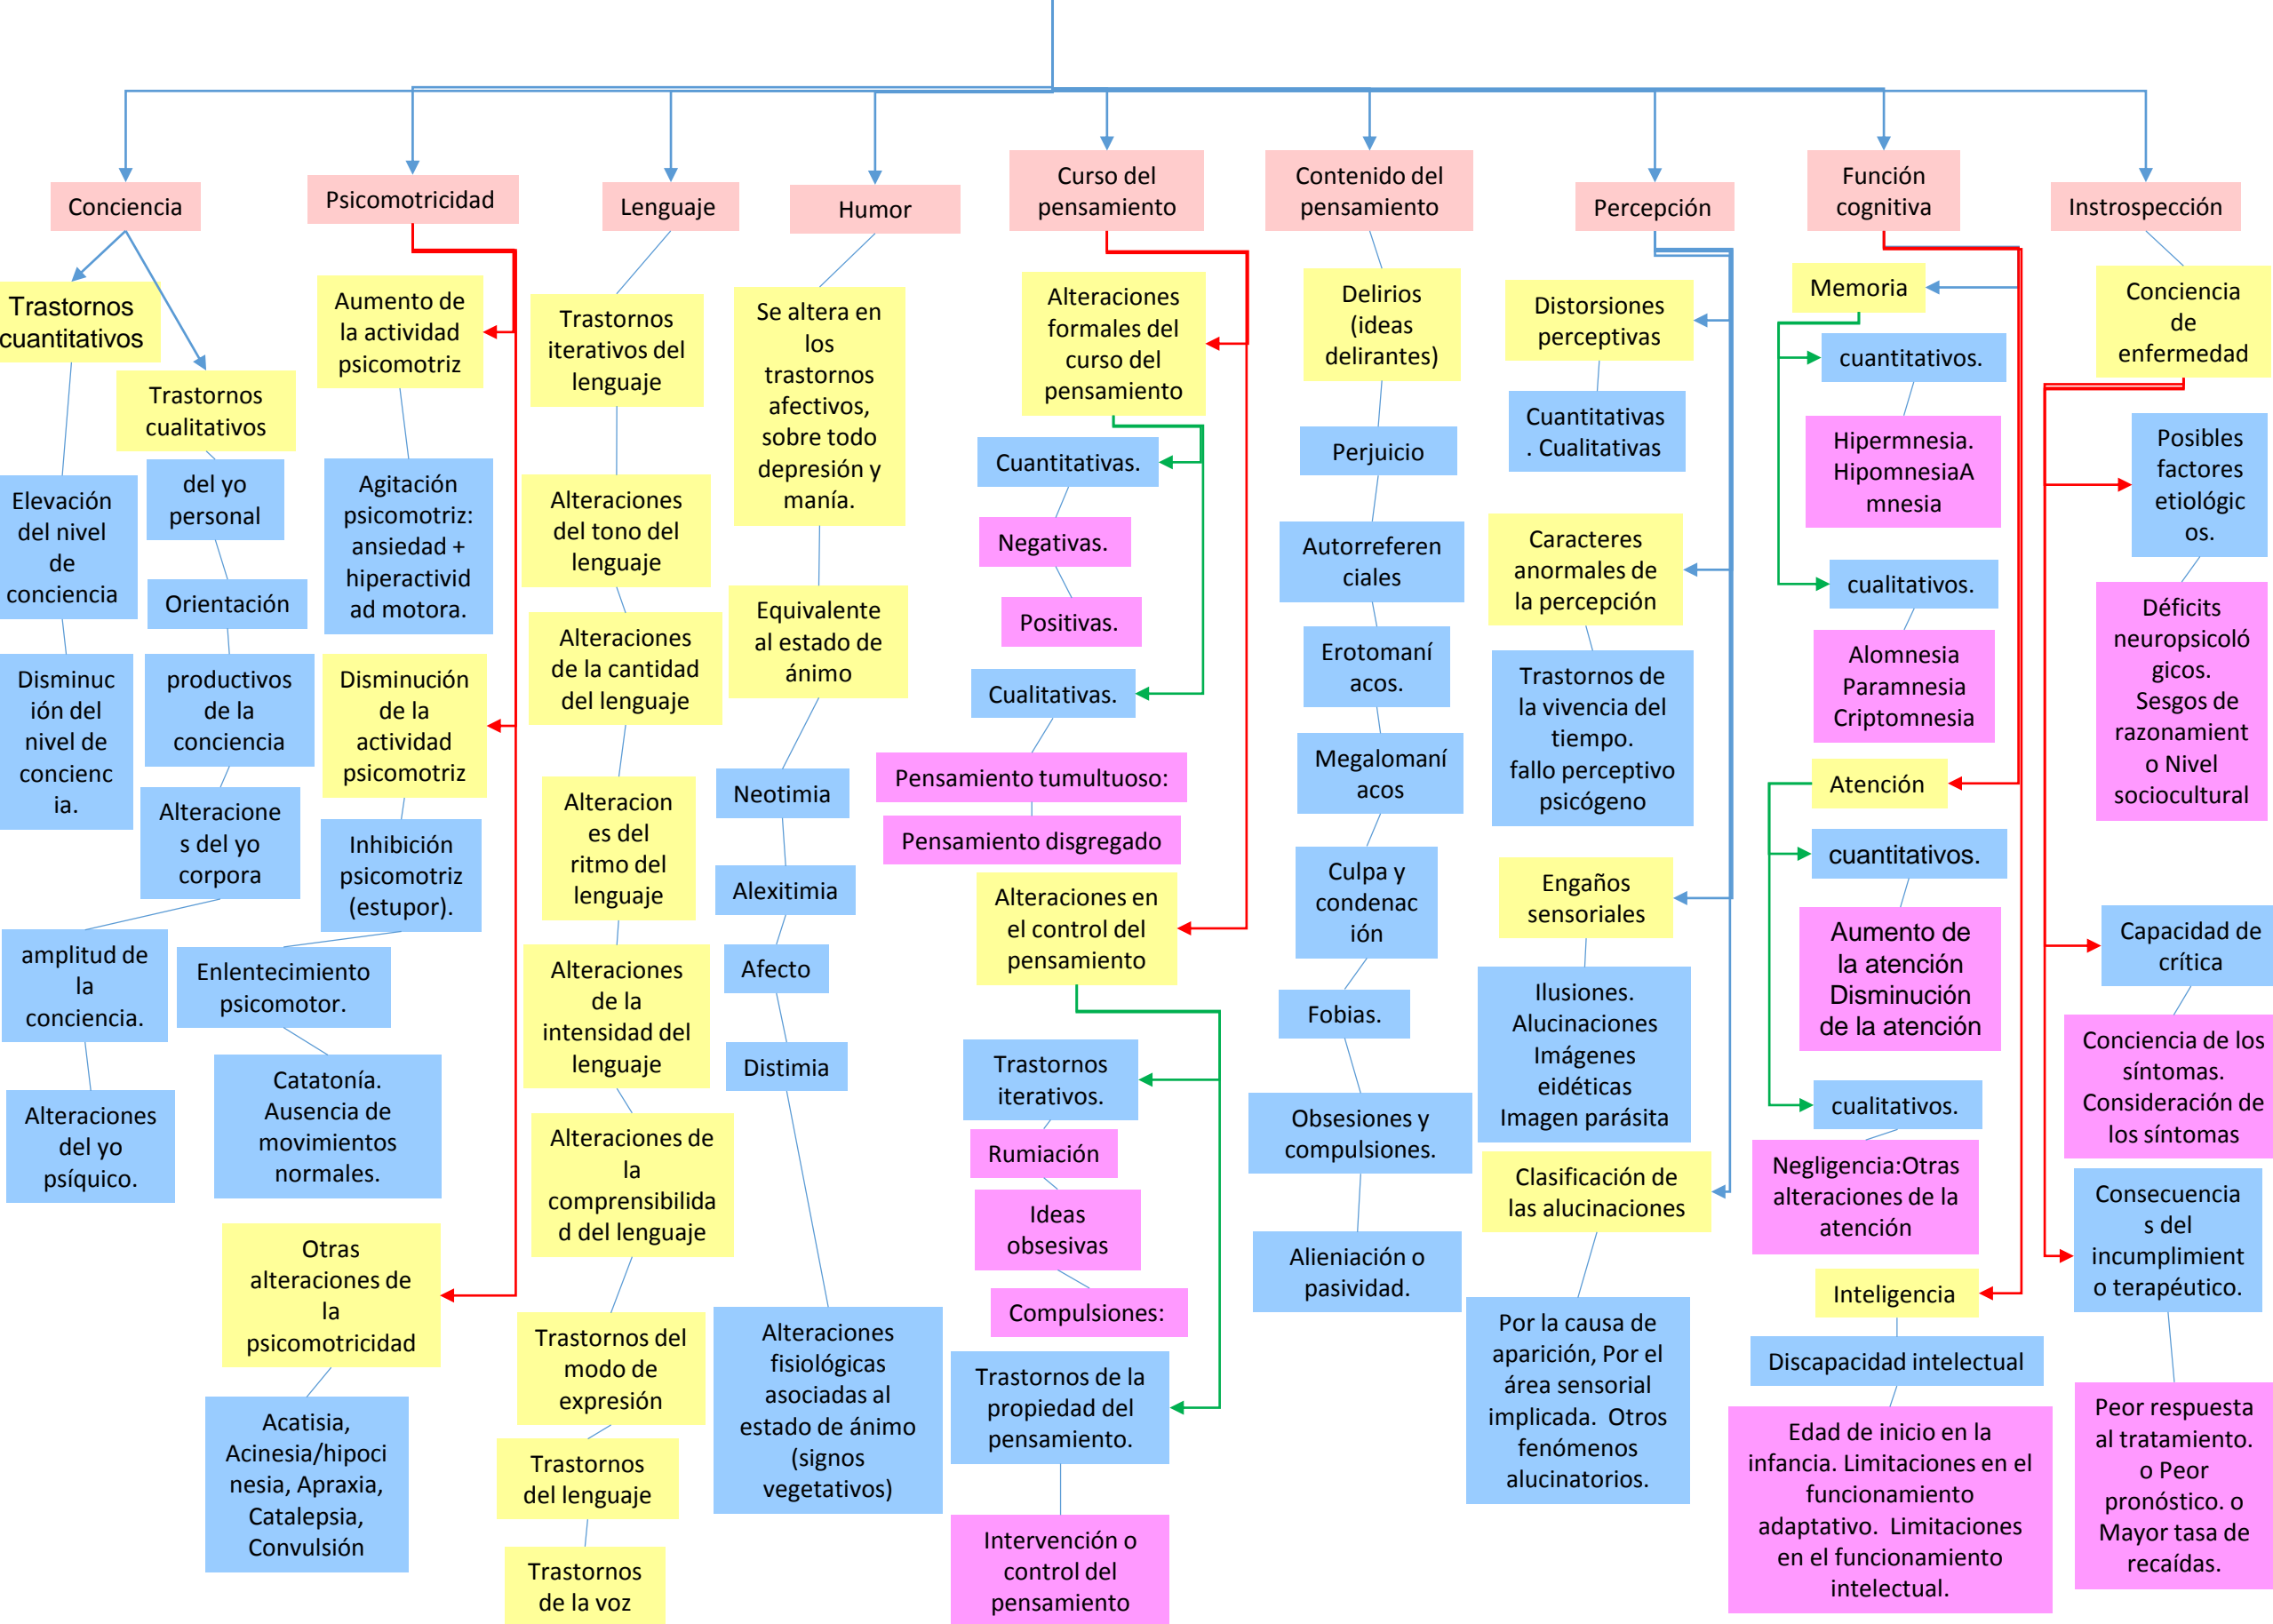 Conciencia
Trastornos
cuantitativos
Elevación
del nivel
de
conciencia
Disminuc
ión del
nivel de
concienc
ia.
Trastornos
cualitativos
del yo
personal
Orientación
productivos
de la
conciencia
Alteracione
s del yo
corpora
amplitud de
la
conciencia.
Alteraciones
del yo
psíquico.
Psicomotricidad
Aumento de
la actividad
psicomotriz
Agitación
psicomotriz:
ansiedad +
hiperactivid
ad motora.
Disminución
de la
actividad
psicomotriz
Inhibición
psicomotriz
(estupor).
Enlentecimiento
psicomotor.
Catatonía.
Ausencia de
movimientos
normales.
Otras
alteraciones de
la
psicomotricidad
Acatisia,
Acinesia/hipoci
nesia, Apraxia,
Catalepsia,
Convulsión
Lenguaje
Trastornos
iterativos del
lenguaje
Alteraciones
del tono del
lenguaje
Alteraciones
de la cantidad
del lenguaje
Alteracion
es del
ritmo del
lenguaje
Alteraciones
de la
intensidad del
lenguaje
Alteraciones de
la
comprensibilida
d del lenguaje
Trastornos del
modo de
expresión
Trastornos
del lenguaje
Trastornos
de la voz
Humor
Se altera en
los
trastornos
afectivos,
sobre todo
depresión y
manía.
Equivalente
al estado de
ánimo
Neotimia
Alexitimia
Afecto
Distimia
Alteraciones
fisiológicas
asociadas al
estado de ánimo
(signos
vegetativos)
Curso del
pensamiento
Alteraciones
formales del
curso del
pensamiento
Cuantitativas.
Negativas.
Positivas.
Cualitativas.
Pensamiento tumultuoso:
Pensamiento disgregado
Alteraciones en
el control del
pensamiento
Trastornos
iterativos.
Rumiación
Ideas
obsesivas
Compulsiones:
Trastornos de la
propiedad del
pensamiento.
Intervención o
control del
pensamiento
Contenido del
pensamiento
Delirios
(ideas
delirantes)
Perjuicio
Autorreferen
ciales
Erotomaní
acos.
Megalomaní
acos
Culpa y
condenac
ión
Fobias.
Obsesiones y
compulsiones.
Alieniación o
pasividad.
Percepción
Distorsiones
perceptivas
Cuantitativas
. Cualitativas
Caracteres
anormales de
la percepción
Trastornos de
la vivencia del
tiempo.
fallo perceptivo
psicógeno
Engaños
sensoriales
Ilusiones.
Alucinaciones
Imágenes
eidéticas
Imagen parásita
Clasificación de
las alucinaciones
Por la causa de
aparición, Por el
área sensorial
implicada. Otros
fenómenos
alucinatorios.
Función
cognitiva
Memoria
cuantitativos.
Hipermnesia.
HipomnesiaA
mnesia
cualitativos.
Alomnesia
Paramnesia
Criptomnesia
Atención
cuantitativos.
Aumento de
la atención
Disminución
de la atención
cualitativos.
Negligencia:Otras
alteraciones de la
atención
Inteligencia
Discapacidad intelectual
Edad de inicio en la
infancia. Limitaciones en el
funcionamiento
adaptativo. Limitaciones
en el funcionamiento
intelectual.
Instrospección
Conciencia
de
enfermedad
Posibles
factores
etiológic
os.
Déficits
neuropsicoló
gicos.
Sesgos de
razonamient
o Nivel
sociocultural
Capacidad de
crítica
Conciencia de los
síntomas.
Consideración de
los síntomas
Consecuencia
s del
incumplimient
o terapéutico.
Peor respuesta
al tratamiento.
o Peor
pronóstico. o
Mayor tasa de
recaídas.